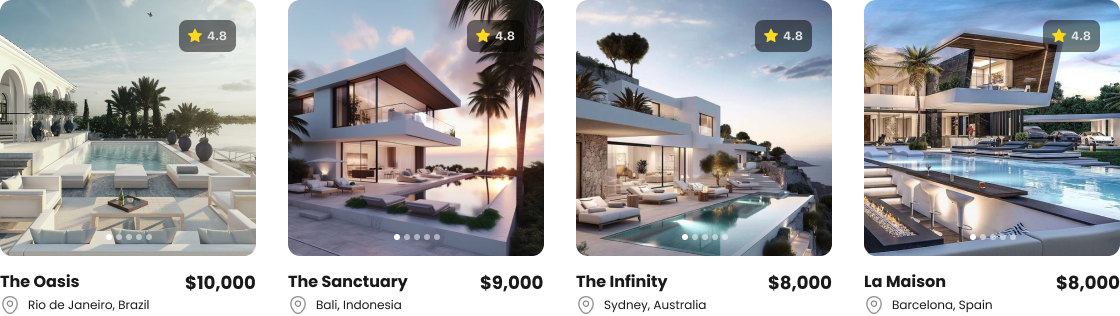 4.8
The Oasis $10,000
Rio de Janeiro, Brazil
4.8
The Sanctuary $9,000
Bali, Indonesia
4.8
The Infinity $8,000
Sydney, Australia
4.8
La Maison $8,000
Barcelona, Spain